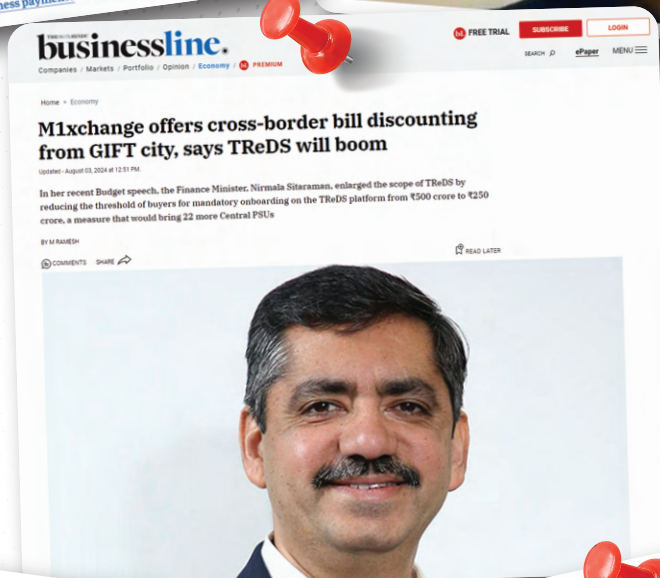 ness payme
THE HINDU
businessline.
FREE TRIAL
SUBSCRIBE
LOGIN
Companies / Markets / Portfolio / Opinion / Economy / bl. PREMIUM
SEARCH
ePaper
MENU
Home > Economy
M1xchange offers cross-border bill discounting
from GIFT city, says TReDS will boom
Updated - August 03, 2024 at 12:51 PM.
In her recent Budget speech, the Finance Minister, Nirmala Sitaraman, enlarged the scope of TReDS by
reducing the threshold of buyers for mandatory onboarding on the TReDS platform from ₹500 crore to ₹250
crore, a measure that would bring 22 more Central PSUs
BY M RAMESH
COMMENTS SHARE
READ LATER